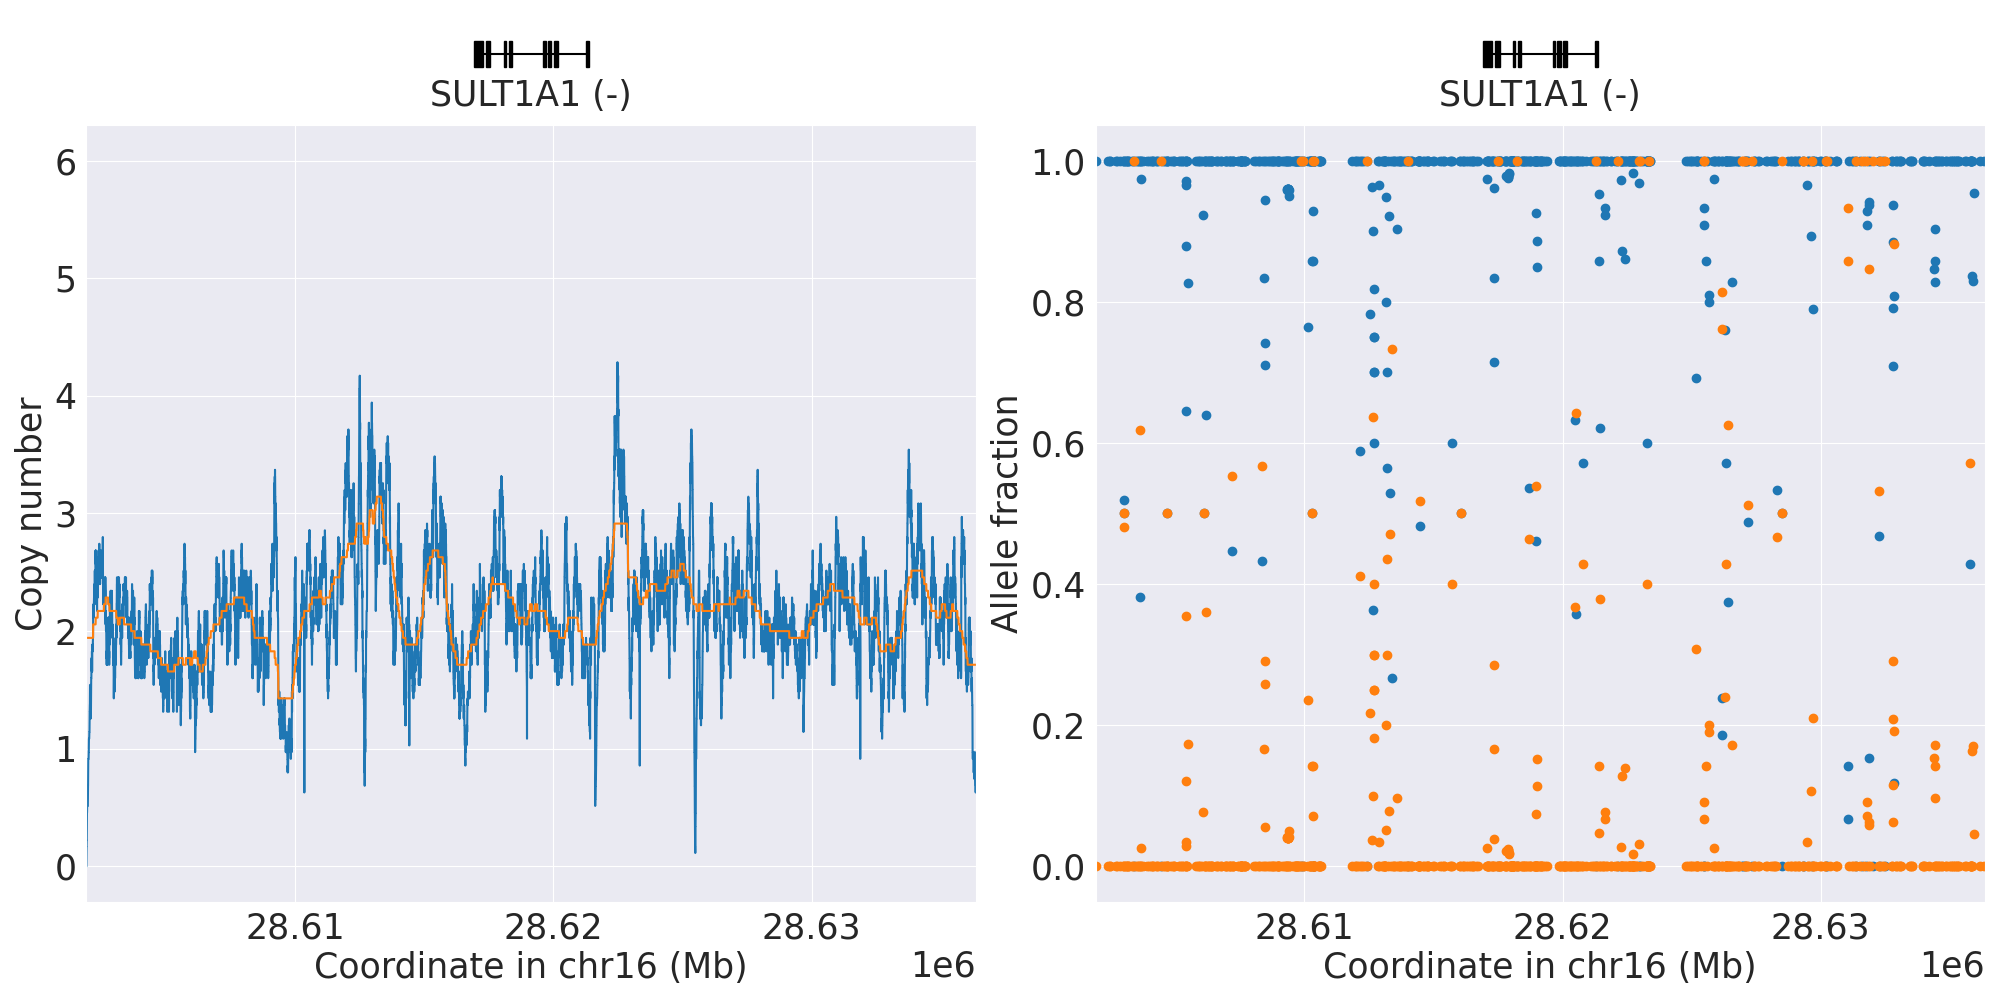 SULT1A1 (-)
6
5
4
3
2
1
0
Copy number
28.61
28.62
28.63
Coordinate in chr16 (Mb)
1e6
SULT1A1 (-)
1.0
0.8
0.6
0.4
0.2
0.0
Allele fraction
28.61
28.62
28.63
Coordinate in chr16 (Mb)
1e6